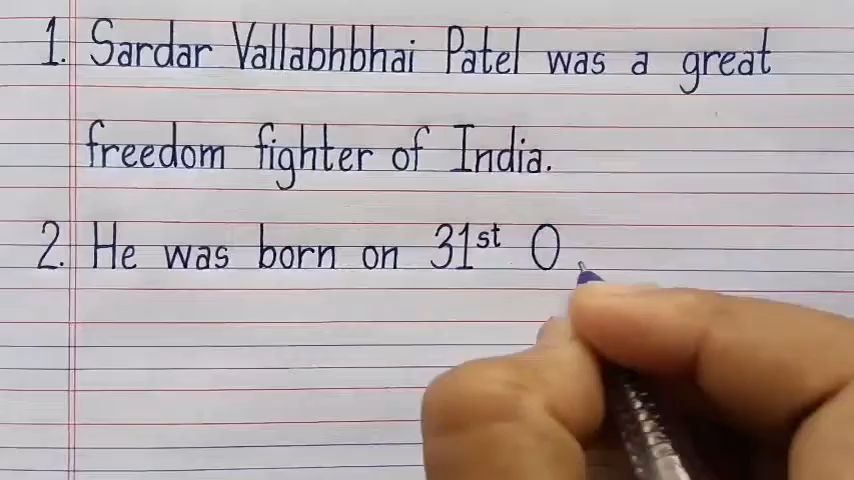 1. Sardar Vallabhbhai Patel was a great
freedom fighter of India.
2. He was born on 31st O